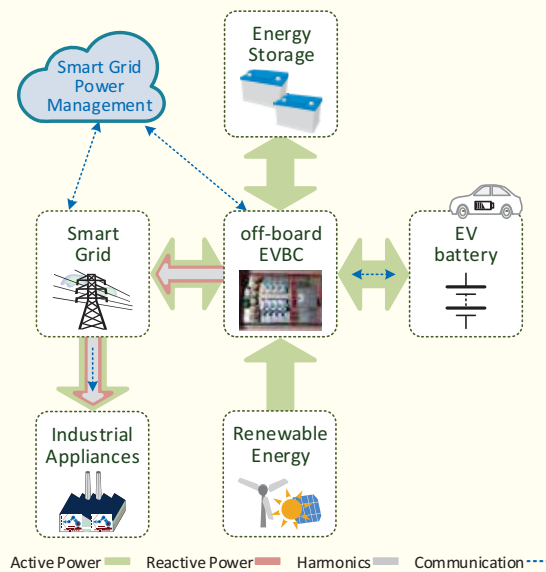 Energy
Storage
Smart Grid
Power
Management
Smart
Grid
off-board
EVBC
EV
battery
Industrial
Appliances
Renewable
Energy
Active Power
Reactive Power
Harmonics
Communication